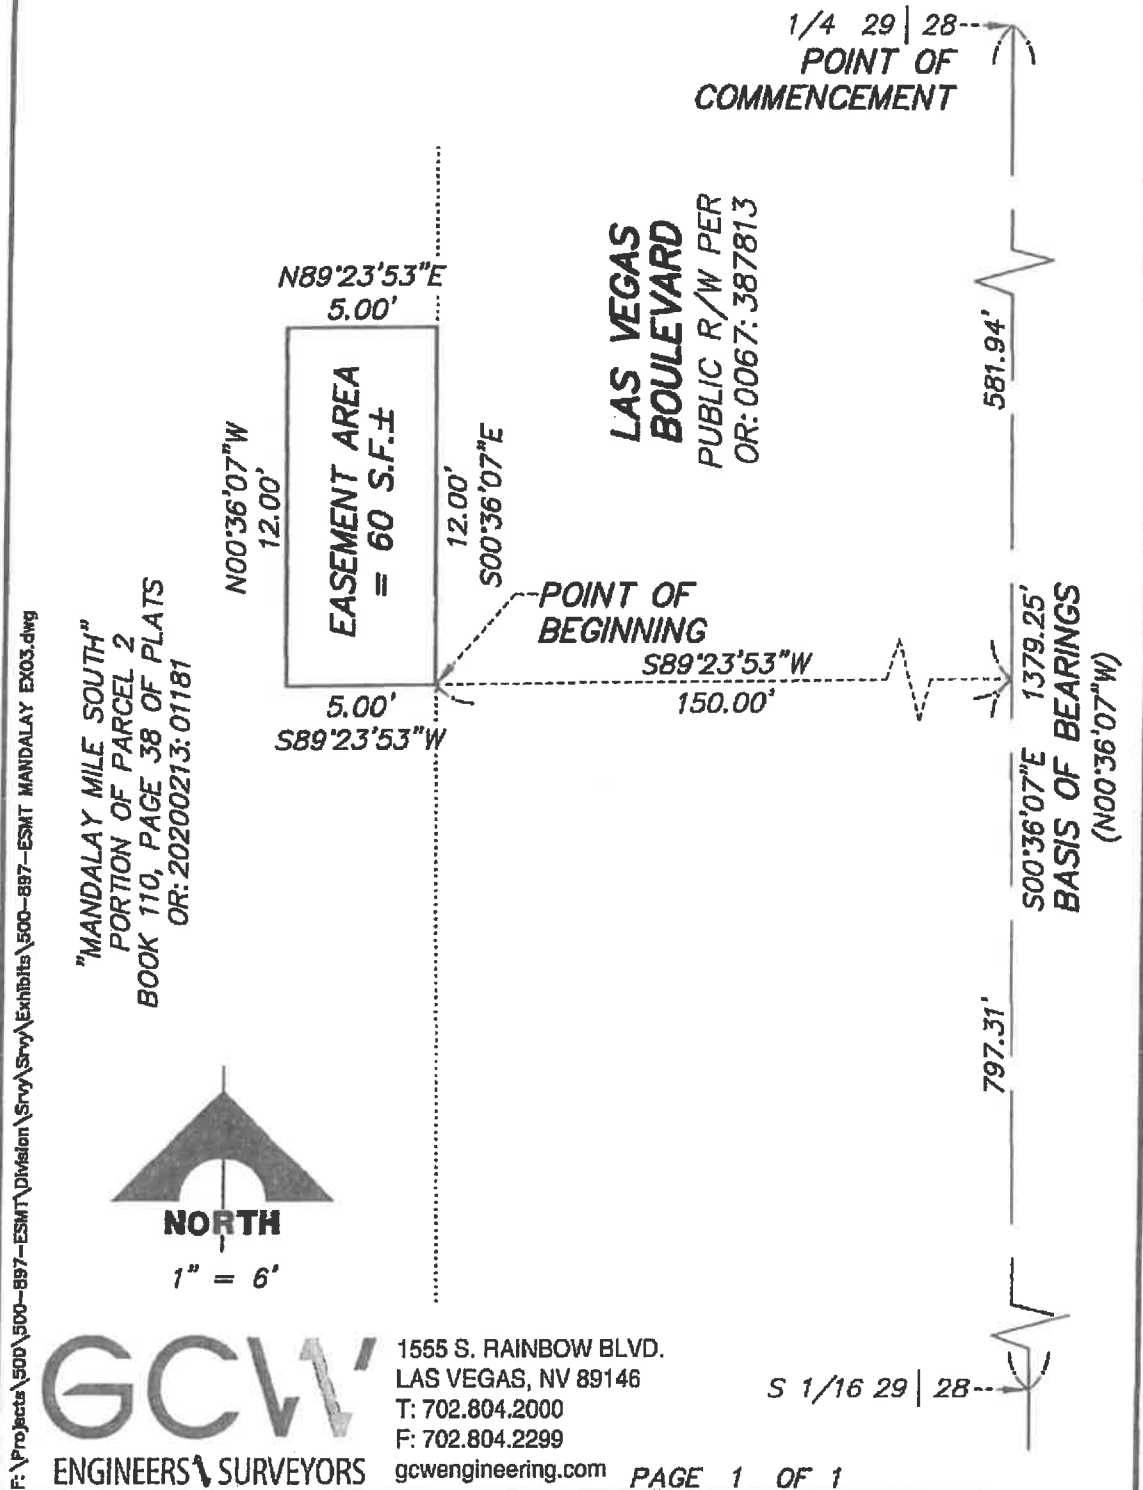 1/4 29 | 28
POINT OF
COMMENCEMENT
LAS VEGAS
BOULEVARD
PUBLIC R/W PER
OR: 0067: 387813
N89°23'53"E
5.00'
N00°36'07"W
12.00'
EASEMENT AREA
= 60 S.F.±
12.00'
S00°36'07"E
581.94'
POINT OF
BEGINNING
S89°23'53"W
150.00'
5.00'
S89°23'53"W
S00°36'07"E 1379.25'
BASIS OF BEARINGS
(N00°36'07"W)
"MANDALAY MILE SOUTH"
PORTION OF PARCEL 2
BOOK 110, PAGE 38 OF PLATS
OR: 20200213: 01181
797.31'
NORTH
1" = 6'
S 1/16 29 | 28
GCW
ENGINEERS SURVEYORS
1555 S. RAINBOW BLVD.
LAS VEGAS, NV 89146
T: 702.804.2000
F: 702.804.2299
gcwengineering.com
PAGE 1 OF 1
F:\Projects\500\500-897-ESMT\Division\Srvy\Exhibits\500-897-ESMT MANDALAY EX03.dwg